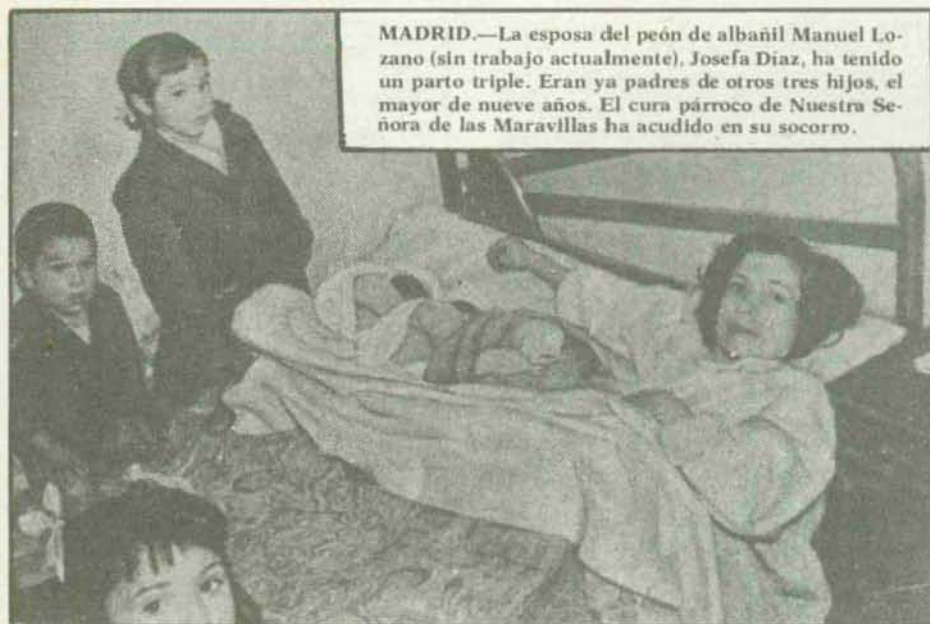 MADRID.—La esposa del peón de albañil Manuel Lo-
zano (sin trabajo actualmente), Josefa Díaz, ha tenido
un parto triple. Eran ya padres de otros tres hijos, el
mayor de nueve años. El cura párroco de Nuestra Se-
ñora de las Maravillas ha acudido en su socorro.